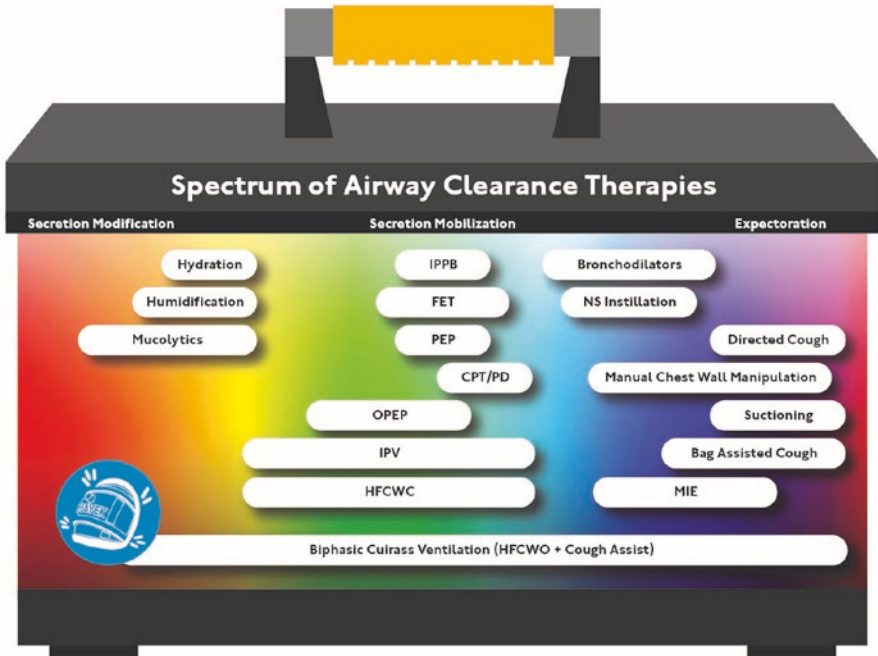 Spectrum of Airway Clearance Therapies
Secretion Modification
Secretion Mobilization
Expectoration
Hydration
IPPB
Bronchodilators
Humidification
FET
NS Instillation
Mucolytics
PEP
Directed Cough
CPT/PD
Manual Chest Wall Manipulation
OPEP
Suctioning
IPV
Bag Assisted Cough
HFCWC
MIE
HAYEK
Biphasic Cuirass Ventilation (HFCWO + Cough Assist)